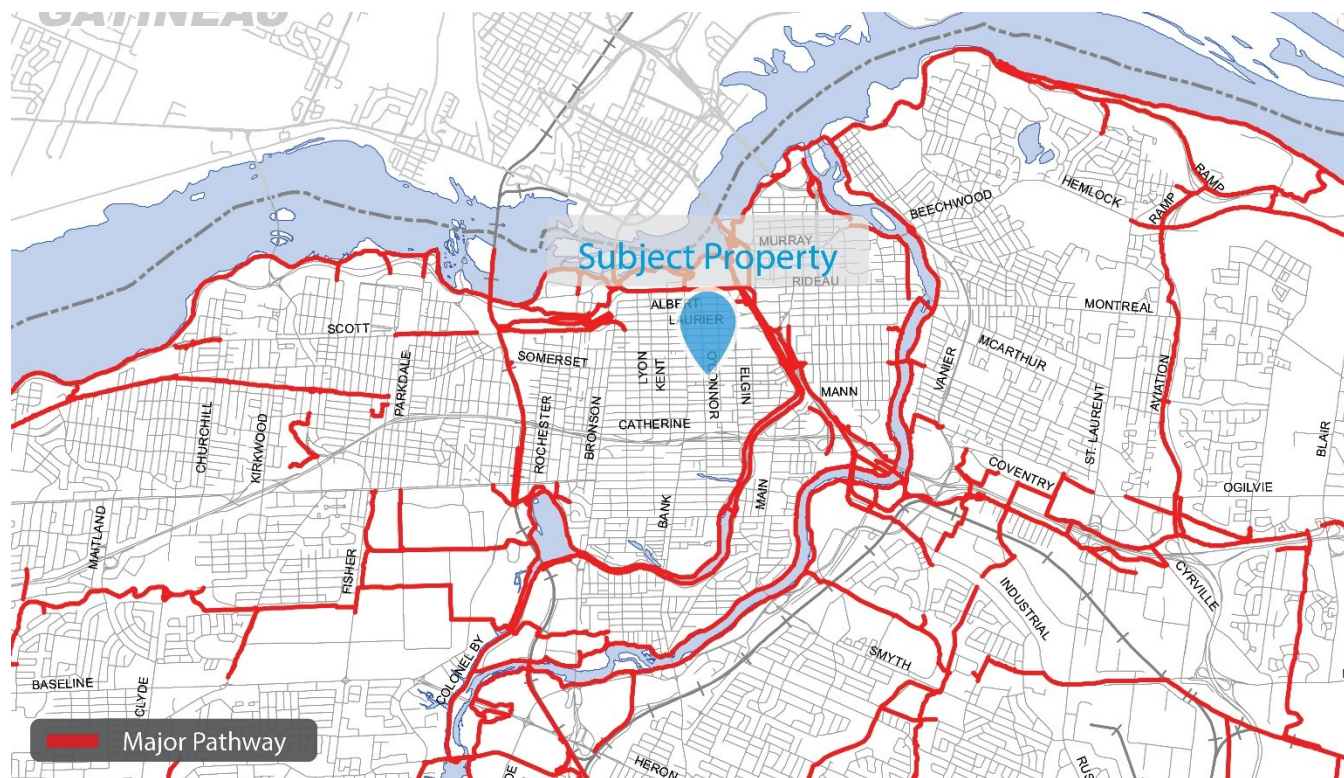 GATINEAU
Subject Property
MURRAY
RIDEAU
BEECHWOOD
HEMLOCK
RAMP
RAMP
ALBERT
LAURIER
MONTREAL
SCOTT
SOMERSET
LYON
KENT
O'CONNOR
ELGIN
MANN
VANIER
MCARTHUR
ST. LAURENT
AVIATION
BLAIR
PARKDALE
CHURCHILL
KIRKWOOD
ROCHESTER
BRONSON
CATHERINE
BANK
MAIN
COVENTRY
OGILVIE
MAITLAND
FISHER
CYRVILLE
INDUSTRIAL
SMYTH
COLONEL BY
BASELINE
CLYDE
HERON
Major Pathway